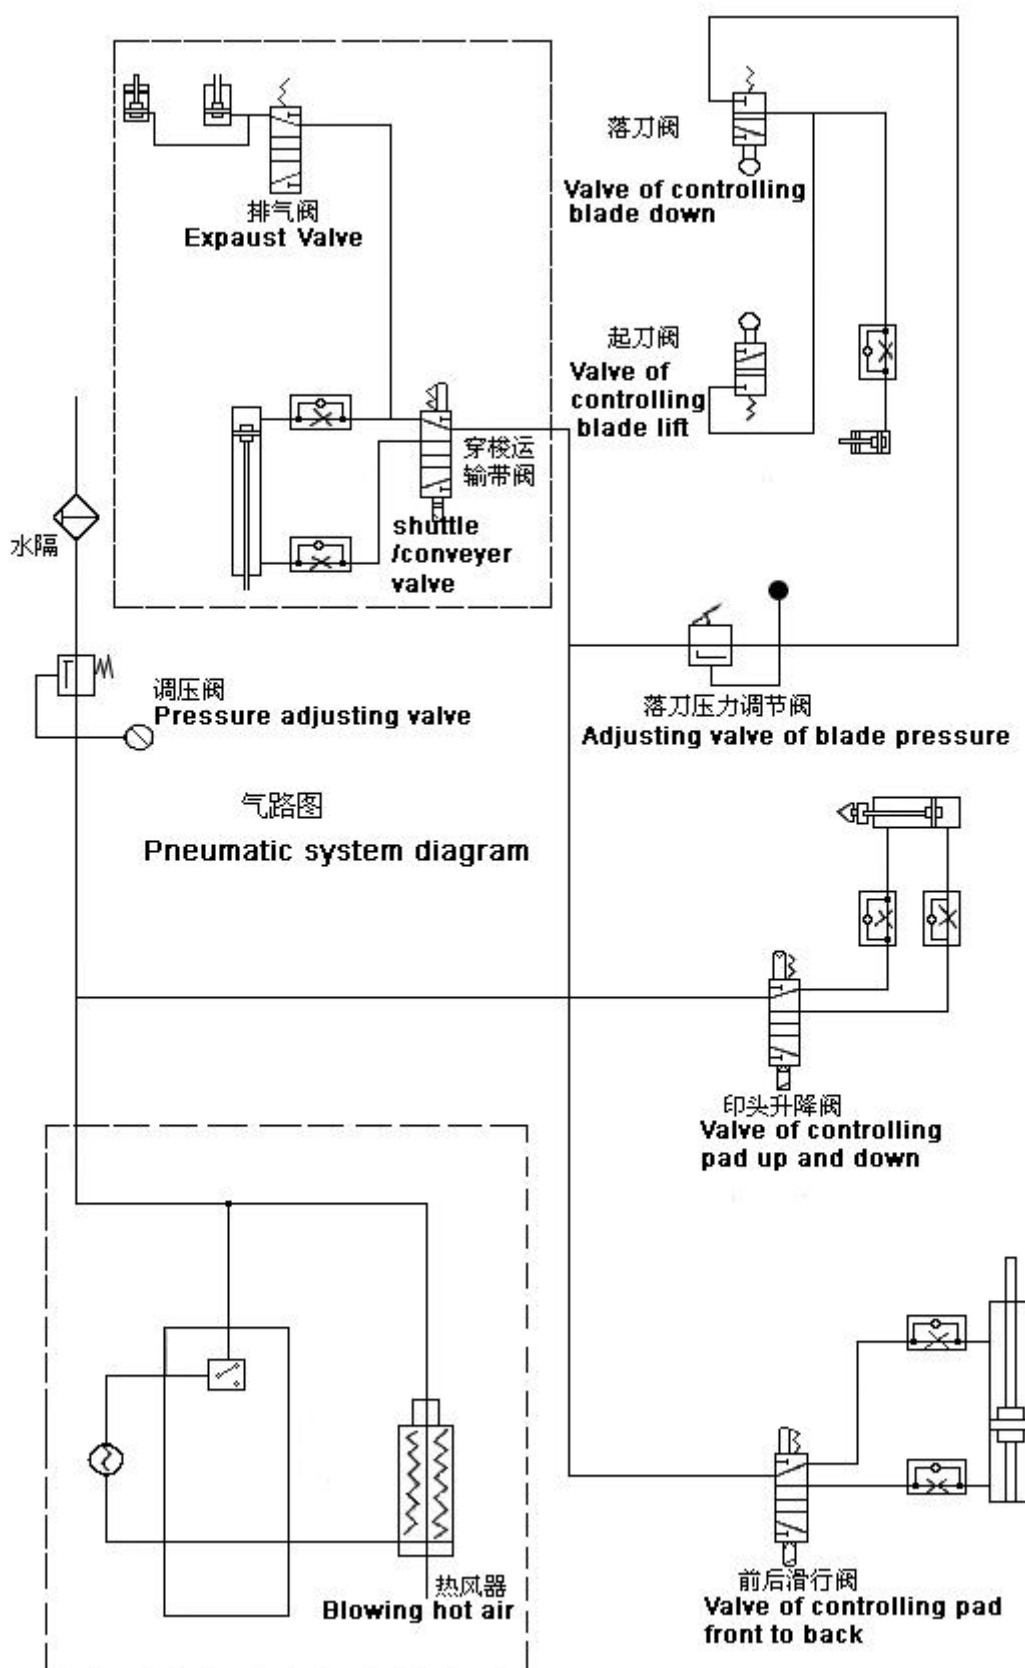 落刀阀
Valve of controlling
blade down
排气阀
Expaust Valve
起刀阀
Valve of
controlling
blade lift
穿梭运
输带阀
shuttle
/conveyer
valve
水隔
调压阀
Pressure adjusting valve
落刀压力调节阀
Adjusting valve of blade pressure
气路图
Pneumatic system diagram
印头升降阀
Valve of controlling
pad up and down
热风器
Blowing hot air
前后滑行阀
Valve of controlling pad
front to back